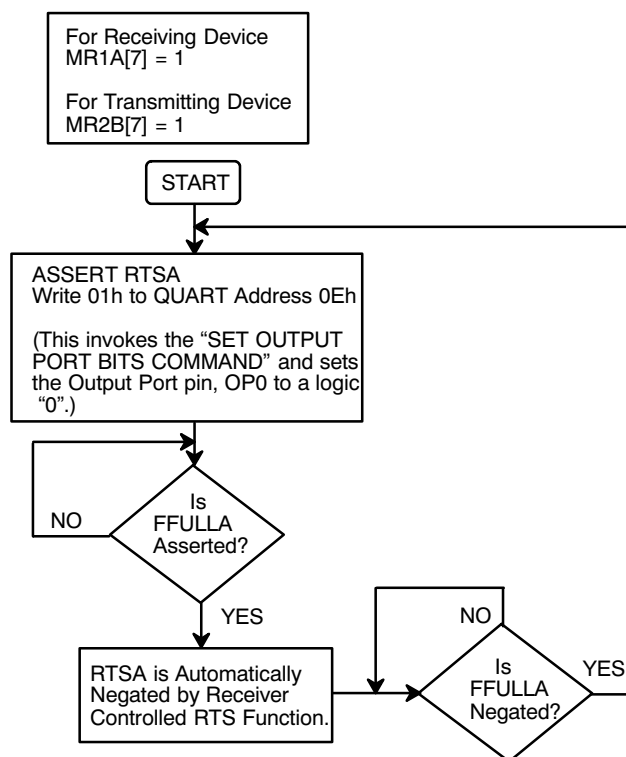 For Receiving Device
MR1A[7] = 1
For Transmitting Device
MR2B[7] = 1
START
ASSERT RTSA
Write 01h to QUART Address 0Eh
(This invokes the “SET OUTPUT
PORT BITS COMMAND” and sets
the Output Port pin, OP0 to a logic
“0”.)
Is
FFULLA
Asserted?
NO
YES
RTSA is Automatically
Negated by Receiver
Controlled RTS Function.
NO
Is
FFULLA
Negated?
YES